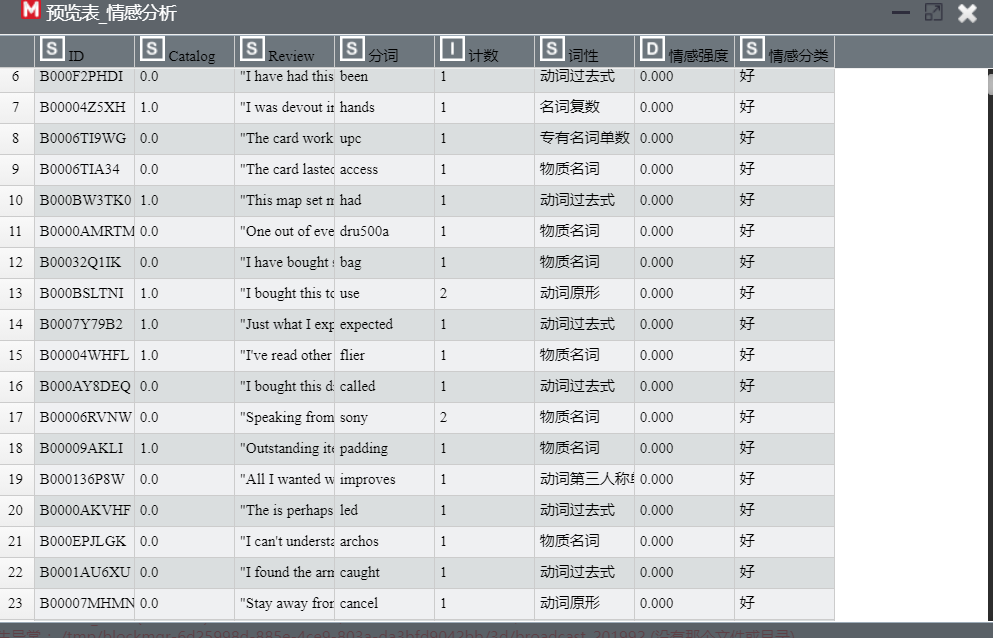 M 预览表_情感分析
S ID S Catalog S Review S 分词 I 计数 S 词性 D 情感强度 S 情感分类
6 B000F2PHDI 0.0 "I have had this been 1 动词过去式 0.000 好
7 B00004Z5XH 1.0 "I was devout in hands 1 名词复数 0.000 好
8 B0006TI9WG 0.0 "The card work upc 1 专有名词单数 0.000 好
9 B0006TIA34 0.0 "The card lasted access 1 物质名词 0.000 好
10 B000BW3TK0 1.0 "This map set m had 1 动词过去式 0.000 好
11 B0000AMRTM 0.0 "One out of eve dru500a 1 物质名词 0.000 好
12 B00032Q1IK 0.0 "I have bought s bag 1 物质名词 0.000 好
13 B000BSLTNI 1.0 "I bought this to use 2 动词原形 0.000 好
14 B0007Y79B2 1.0 "Just what I exp expected 1 动词过去式 0.000 好
15 B00004WHFL 1.0 "I've read other flier 1 物质名词 0.000 好
16 B000AY8DEQ 0.0 "I bought this d called 1 动词过去式 0.000 好
17 B00006RVNW 0.0 "Speaking from sony 2 物质名词 0.000 好
18 B00009AKLI 1.0 "Outstanding ite padding 1 物质名词 0.000 好
19 B000136P8W 0.0 "All I wanted w improves 1 动词第三人称单 0.000 好
20 B0000AKVHF 0.0 "The is perhaps led 1 动词过去式 0.000 好
21 B000EPJLGK 0.0 "I can't understa archos 1 物质名词 0.000 好
22 B0001AU6XU 0.0 "I found the arm caught 1 动词过去式 0.000 好
23 B00007MHMN 0.0 "Stay away from cancel 1 动词原形 0.000 好